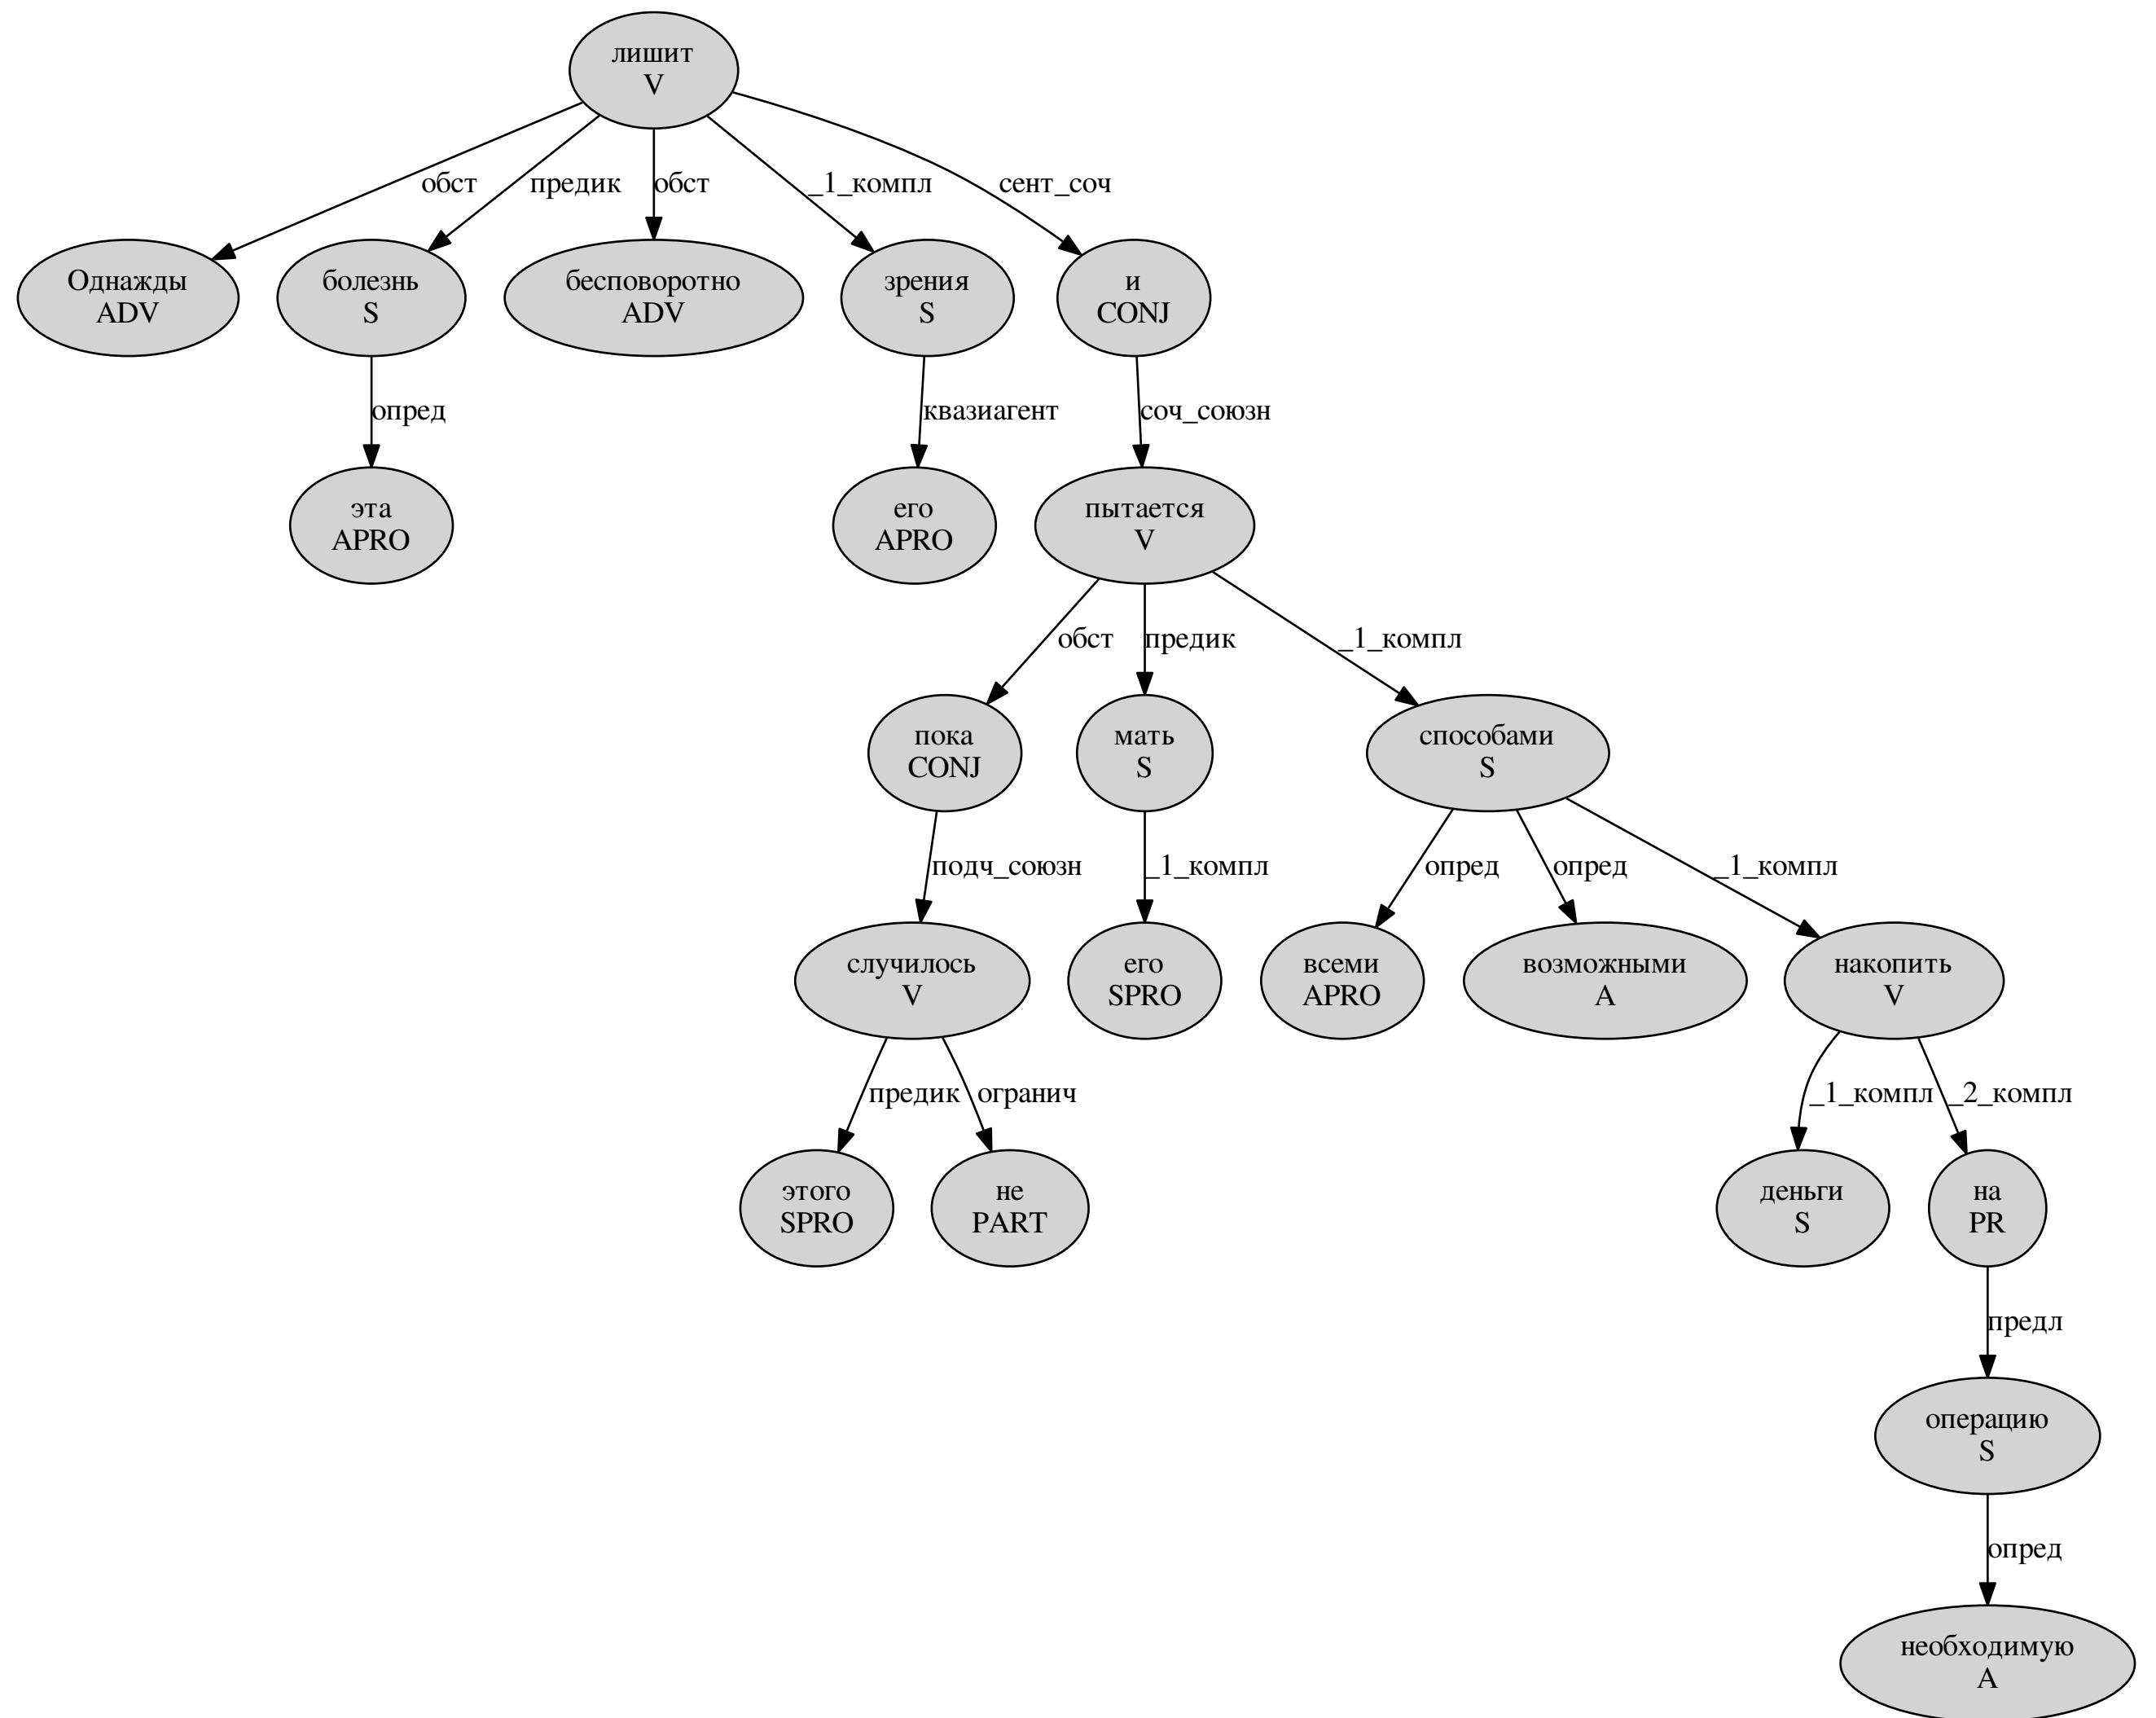 лишит
V
обст
предик
обст
_1_компл
сент_соч
Однажды
ADV
болезнь
S
бесповоротно
ADV
зрения
S
и
CONJ
опред
квазиагент
соч_союзн
эта
APRO
его
APRO
пытается
V
обст
предик
_1_компл
пока
CONJ
мать
S
способами
S
подч_союзн
_1_компл
опред
опред
_1_компл
случилось
V
его
SPRO
всеми
APRO
возможными
A
накопить
V
предик
огранич
_1_компл
_2_компл
этого
SPRO
не
PART
деньги
S
на
PR
предл
операцию
S
опред
необходимую
A